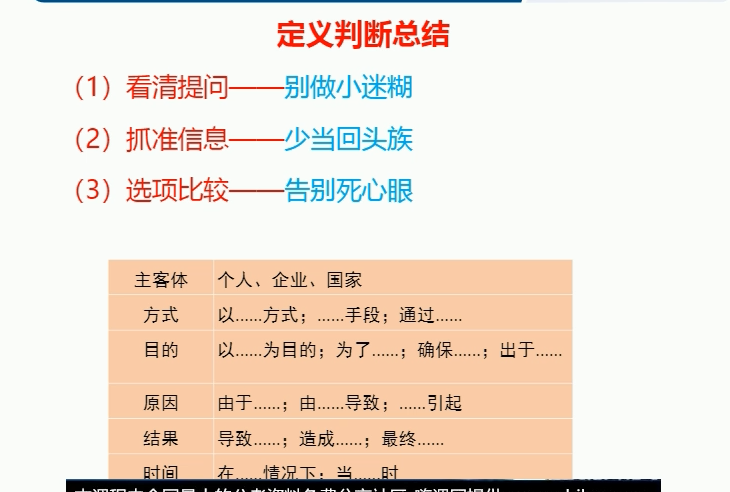 定义判断总结
（1）看清提问——别做小迷糊
（2）抓准信息——少当回头族
（3）选项比较——告别死心眼
主客体 个人、企业、国家
方式 以……方式；……手段；通过……
目的 以……为目的；为了……；确保……；出于……
原因 由于……；由……导致；……引起
结果 导致……；造成……；最终……
时间 在……情况下；当……时